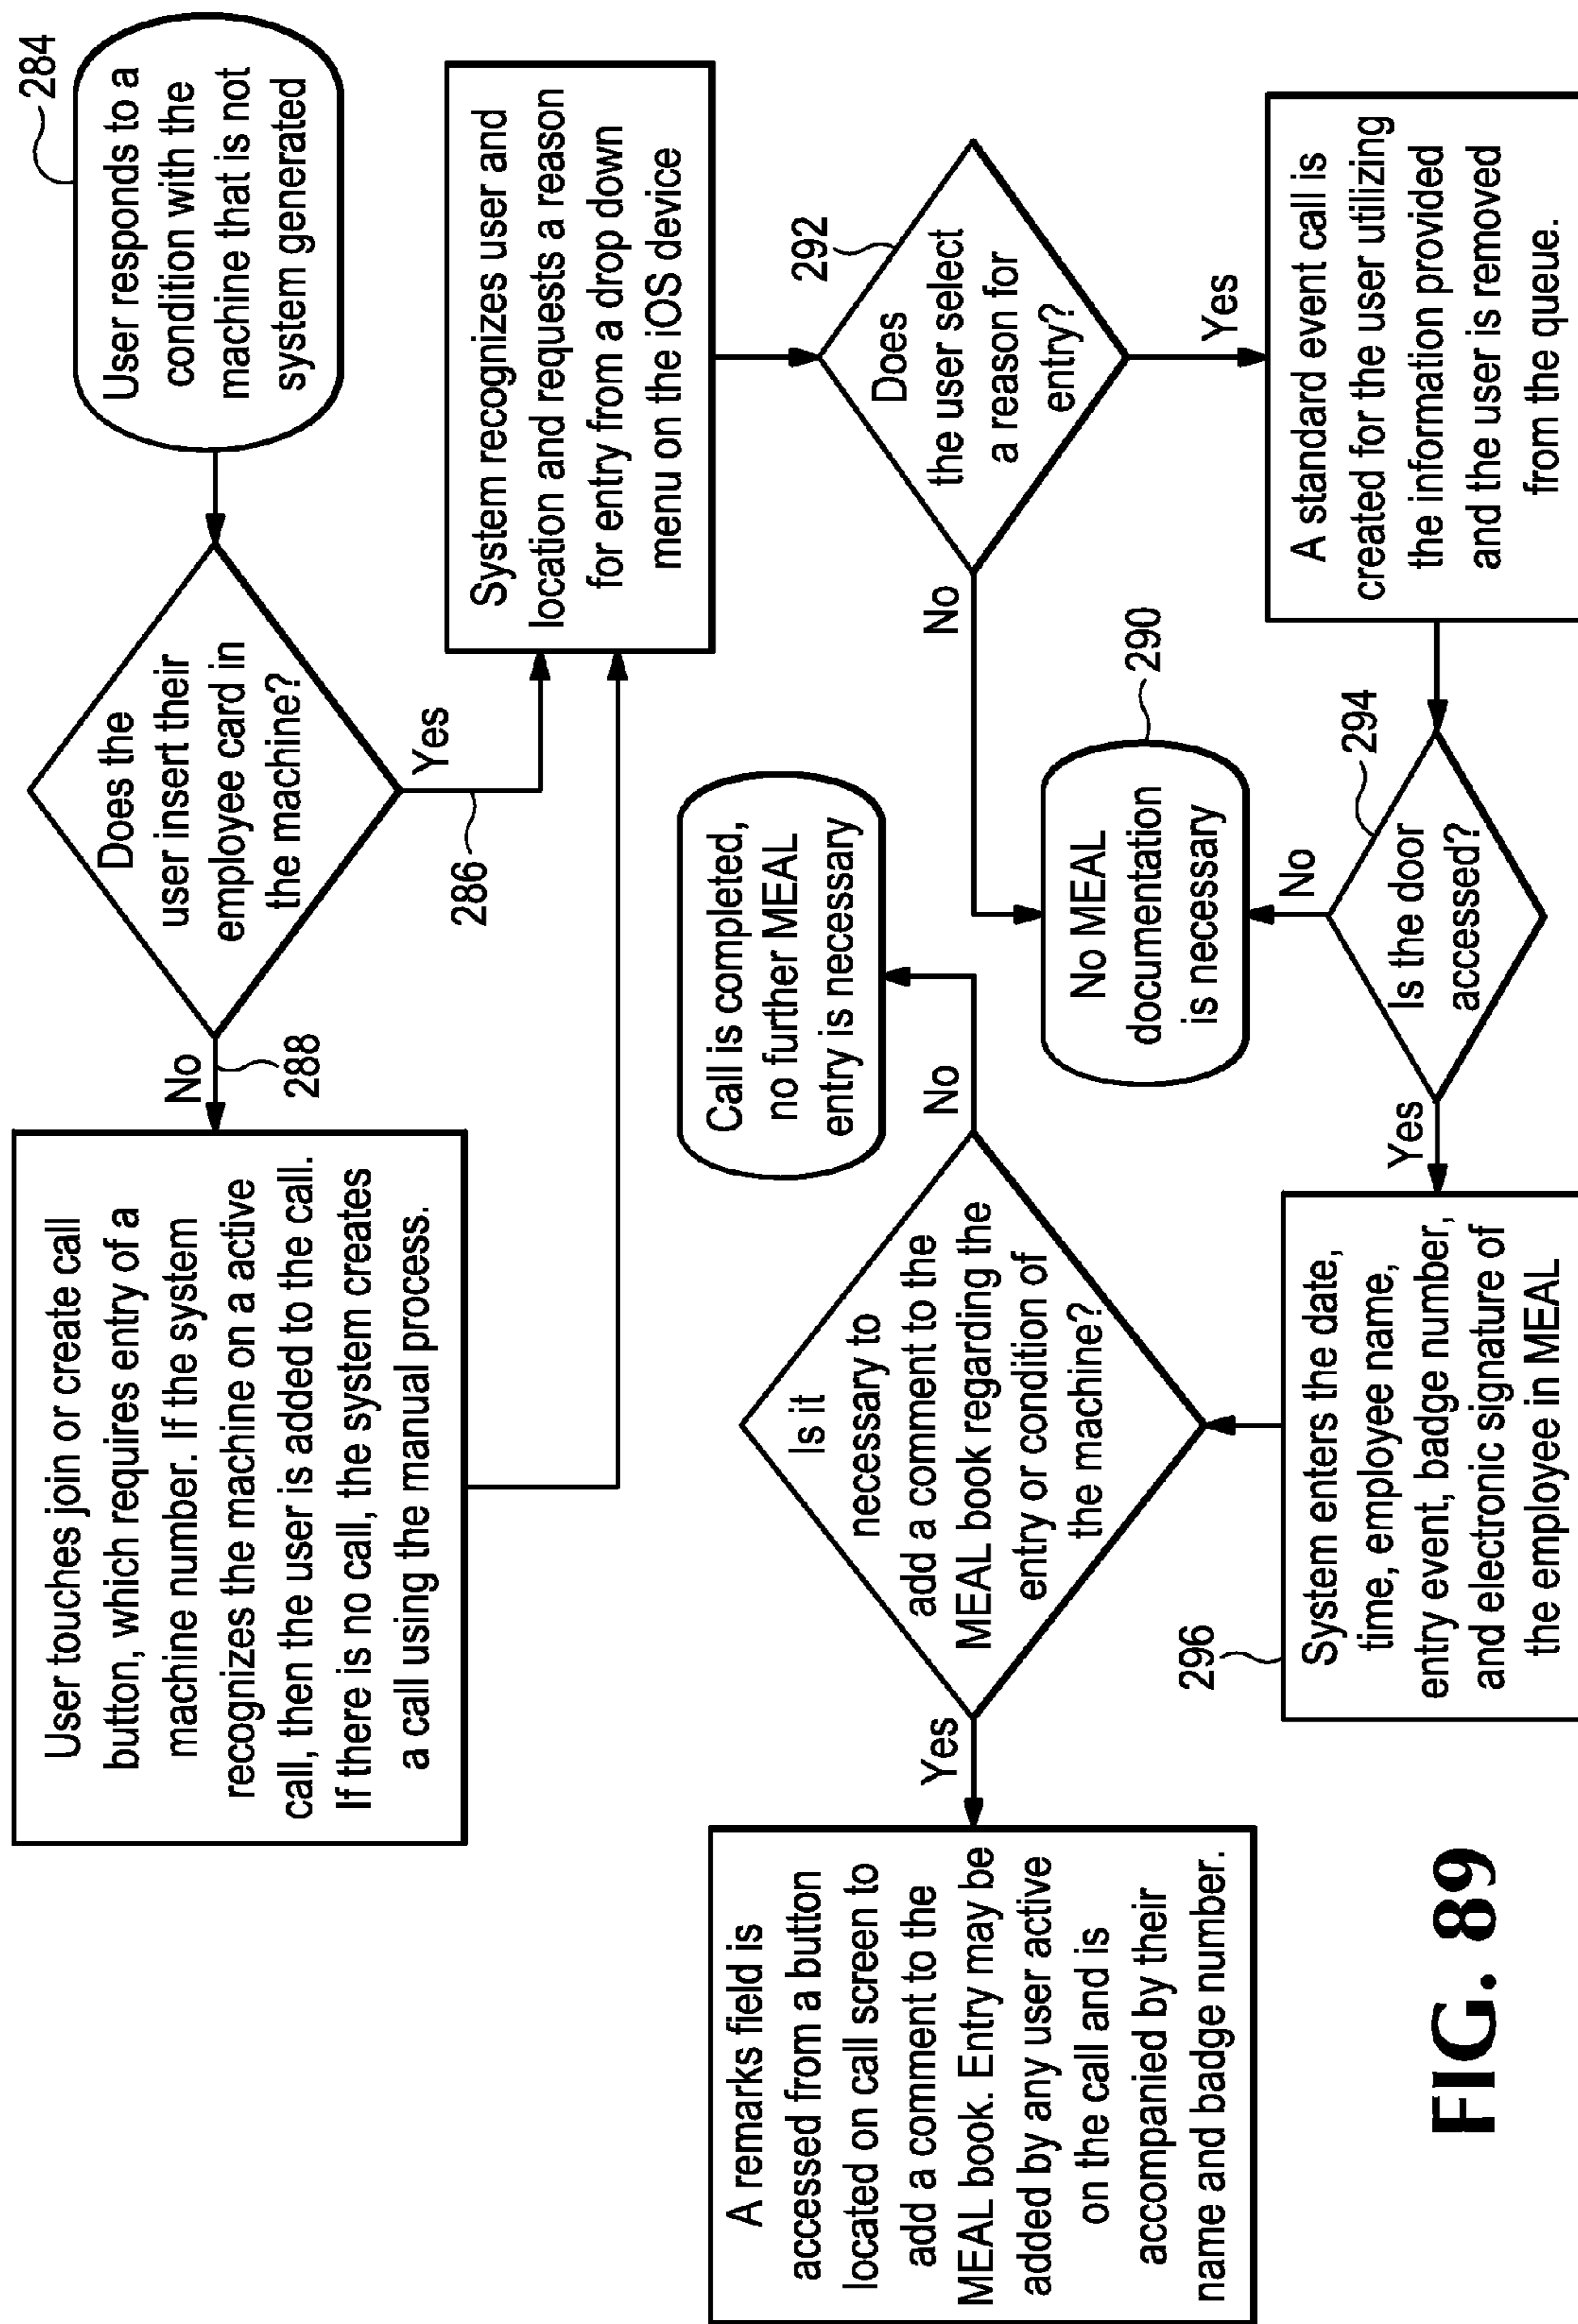 284
User responds to a
condition with the
machine that is not
system generated
Does the
user insert their
employee card in
the machine?
Yes
286
No
288
User touches join or create call
button, which requires entry of a
machine number. If the system
recognizes the machine on a active
call, then the user is added to the call.
If there is no call, the system creates
a call using the manual process.
System recognizes user and
location and requests a reason
for entry from a drop down
menu on the iOS device
292
Does
the user select
a reason for
entry?
No
Yes
290
No MEAL
documentation
is necessary
A standard event call is
created for the user utilizing
the information provided
and the user is removed
from the queue.
294
Is the door
accessed?
No
Yes
296
System enters the date,
time, employee name,
entry event, badge number,
and electronic signature of
the employee in MEAL
Is it
necessary to
add a comment to the
MEAL book regarding the
entry or condition of
the machine?
No
Call is completed,
no further MEAL
entry is necessary
Yes
A remarks field is
accessed from a button
located on call screen to
add a comment to the
MEAL book. Entry may be
added by any user active
on the call and is
accompanied by their
name and badge number.
FIG. 89